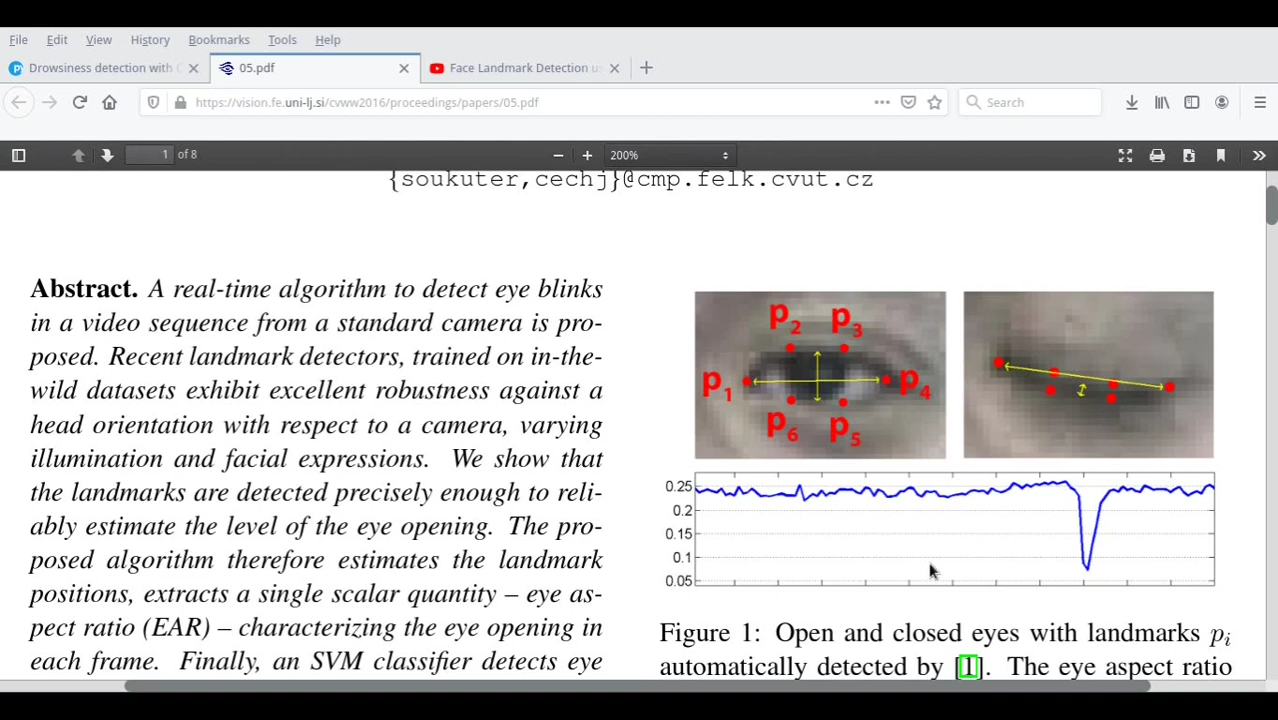 File Edit View History Bookmarks Tools Help
Drowsiness detection with
05.pdf
Face Landmark Detection
https://vision.fe.uni-lj.si/cvww2016/proceedings/papers/05.pdf
Search
1 of 8
200%
{soukuter,cechj}@cmp.felk.cvut.cz
Abstract. A real-time algorithm to detect eye blinks
in a video sequence from a standard camera is pro-
posed. Recent landmark detectors, trained on in-the-
wild datasets exhibit excellent robustness against a
head orientation with respect to a camera, varying
illumination and facial expressions. We show that
the landmarks are detected precisely enough to reli-
ably estimate the level of the eye opening. The pro-
posed algorithm therefore estimates the landmark
positions, extracts a single scalar quantity – eye as-
pect ratio (EAR) – characterizing the eye opening in
each frame. Finally, an SVM classifier detects eye
p2 p3
p1 p4
p6 p5
0.25
0.2
0.15
0.1
0.05
Figure 1: Open and closed eyes with landmarks pi
automatically detected by [1]. The eye aspect ratio